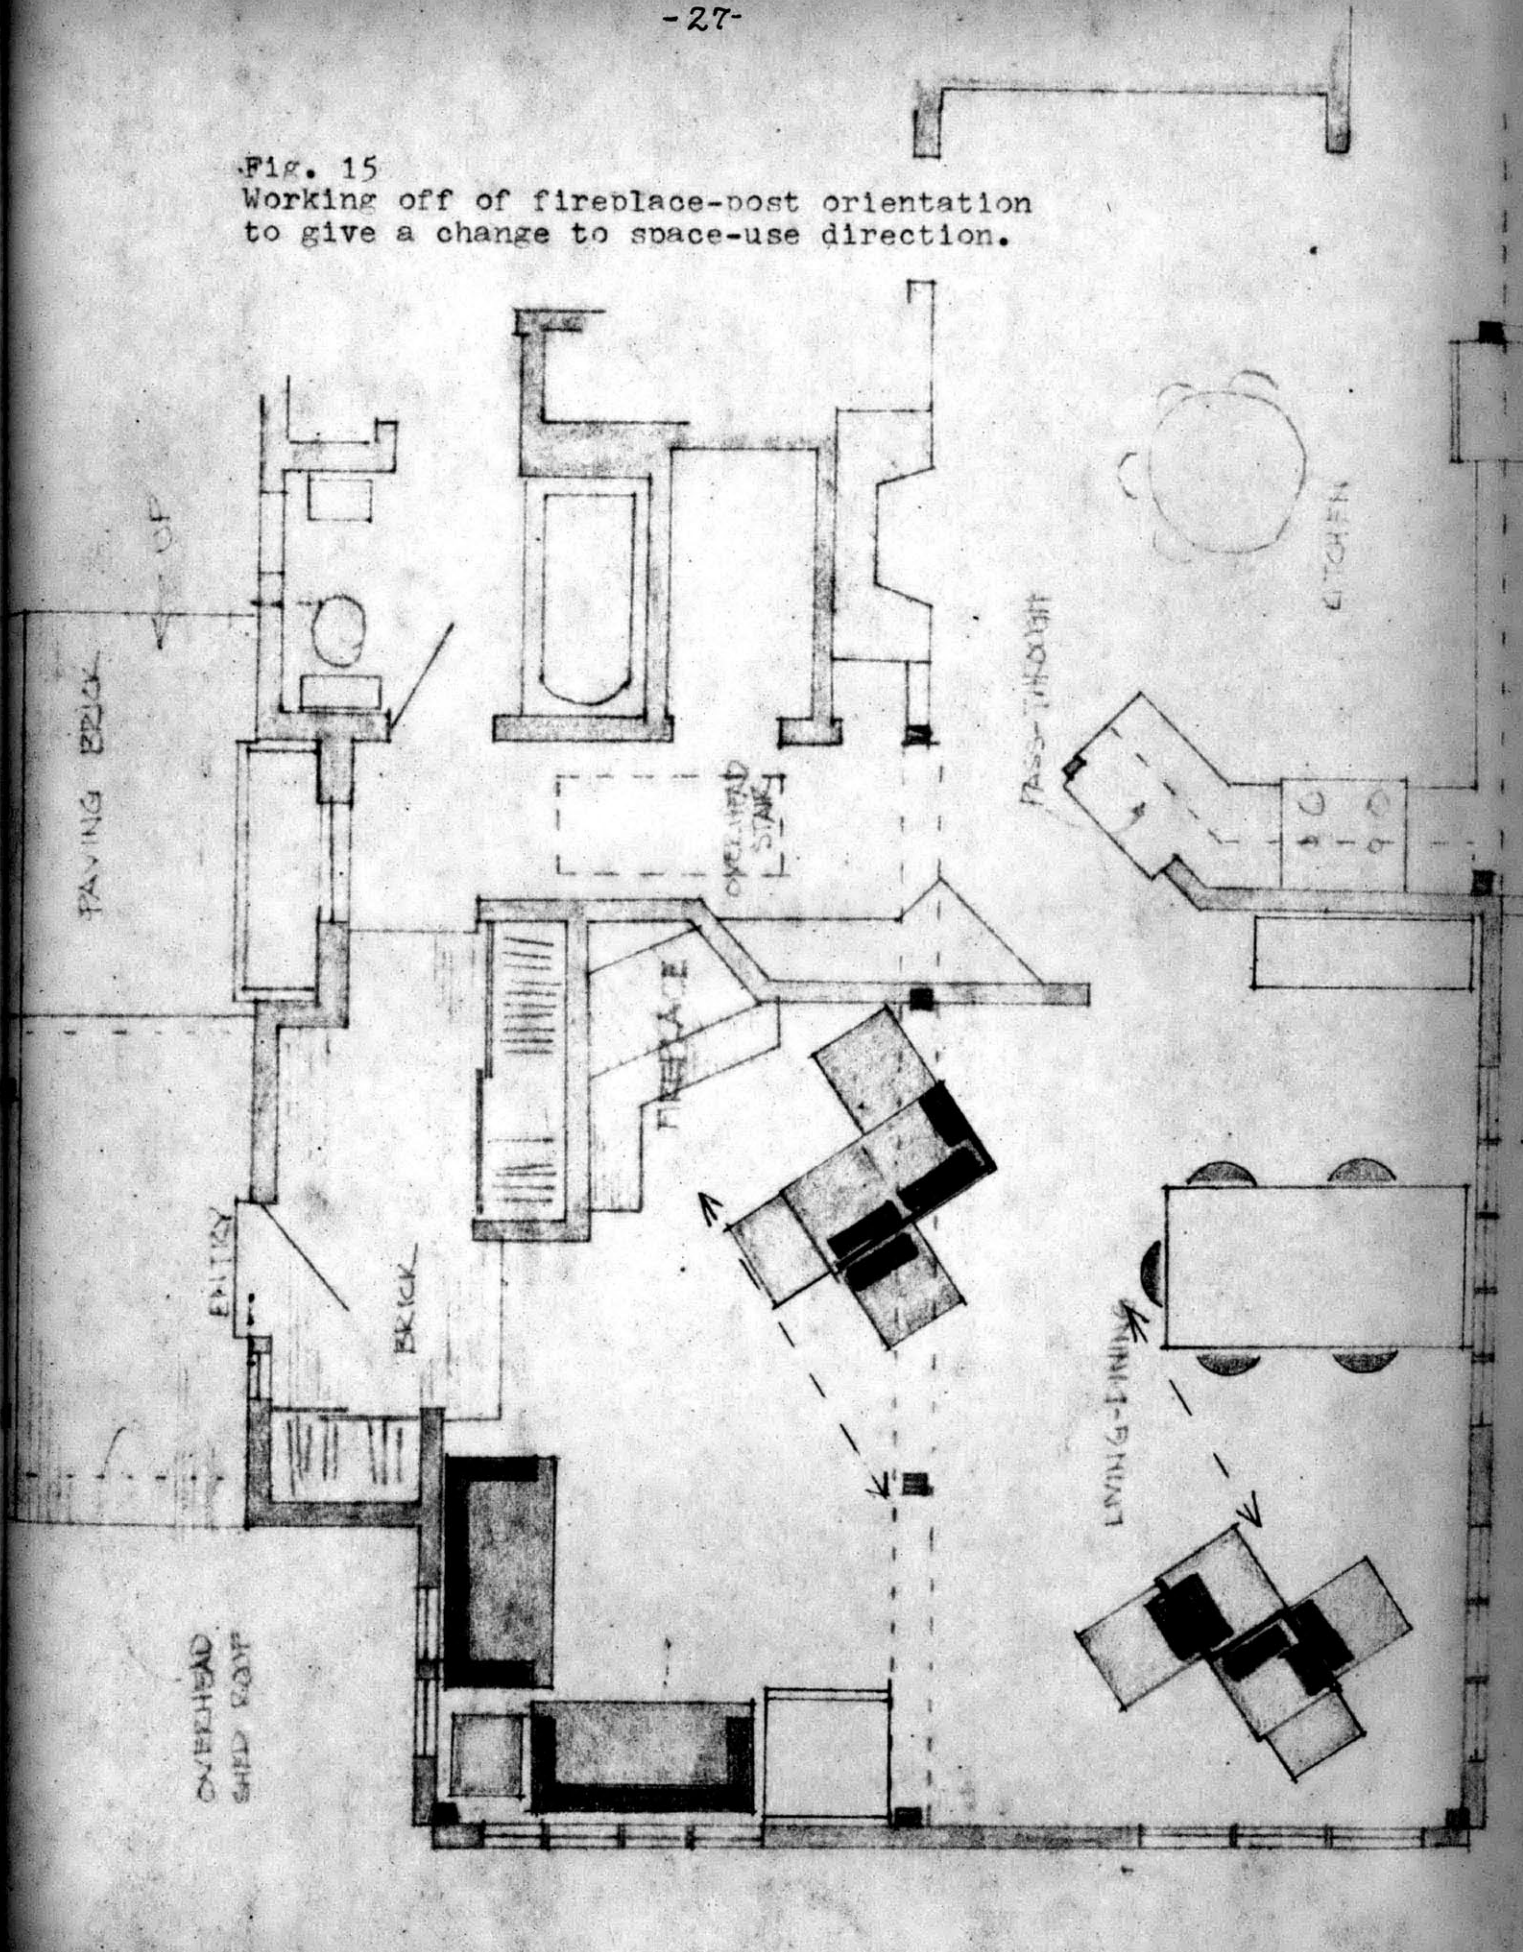 -27-
Fig. 15
Working off of fireplace-post orientation
to give a change to space-use direction.
UP
PAVING BRICK
KITCHEN
PASS-THROUGH
OVERHEAD
STAIR
FIREPLACE
ENTRY
BRICK
LIVING-DINING
OVERHEAD
SHED ROOF